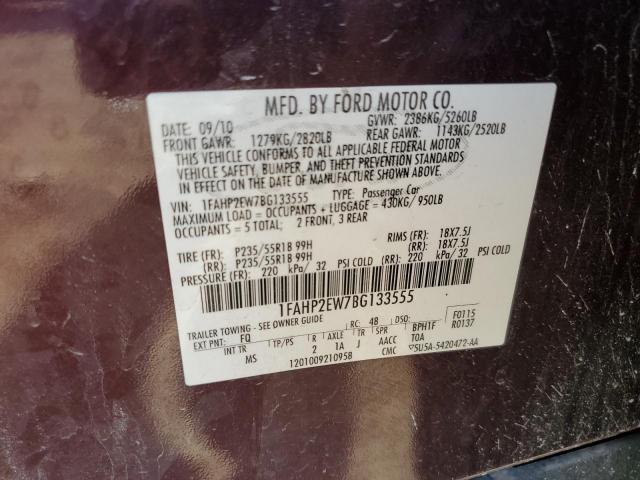 MFD. BY FORD MOTOR CO.
DATE: 09/10 GVWR: 2386KG/5260LB
FRONT GAWR: 1279KG/2820LB REAR GAWR: 1143KG/2520LB
THIS VEHICLE CONFORMS TO ALL APPLICABLE FEDERAL MOTOR
VEHICLE SAFETY, BUMPER, AND THEFT PREVENTION STANDARDS
IN EFFECT ON THE DATE OF MANUFACTURE SHOWN ABOVE.
VIN: 1FAHP2EW7BG133555 TYPE: Passenger Car
MAXIMUM LOAD = OCCUPANTS + LUGGAGE = 430KG/950LB
OCCUPANTS = 5 TOTAL: 2 FRONT, 3 REAR
TIRE (FR): P235/55R18 99H RIMS (FR): 18X7.5J
(RR): P235/55R18 99H (RR): 18X7.5J
PRESSURE (FR): 220 kPa/ 32 PSI COLD (RR): 220 kPa/ 32 PSI COLD
1FAHP2EW7BG133555
TRAILER TOWING - SEE OWNER GUIDE
EXT PNT: FQ RC: 48 DSO: F0115
INT TR TP/PS R AXLE TR SPR BPH1F R0137
MS 2 1A J AACC TOA
1201009210958 CMC 5U5A-5420472-AA